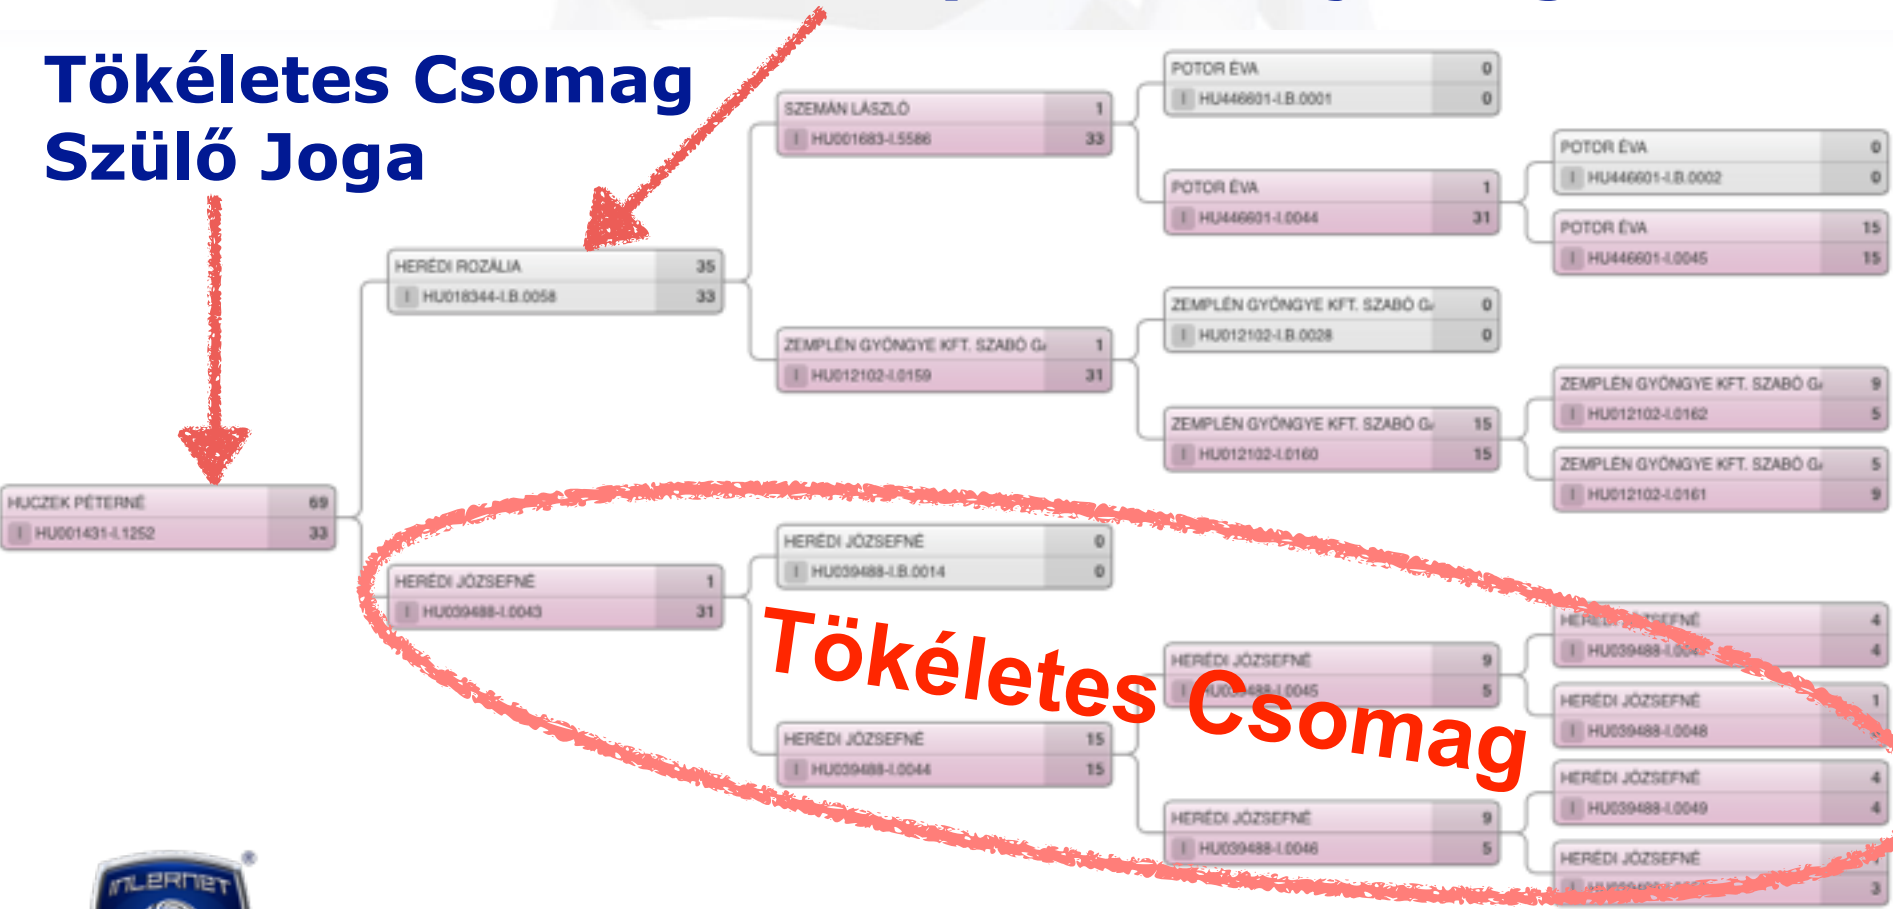 Tökéletes Csomag
Szülő Joga
POTOR ÉVA 0
I HU446601-I.B.0001 0
SZEMÁN LÁSZLÓ 1
I HU001683-I.5586 33
POTOR ÉVA 0
I HU446601-I.B.0002 0
POTOR ÉVA 1
I HU446601-I.0044 31
POTOR ÉVA 15
I HU446601-I.0045 15
HERÉDI ROZÁLIA 35
I HU018344-I.B.0058 33
ZEMPLÉN GYÖNGYE KFT. SZABÓ 0
I HU012102-I.B.0028 0
ZEMPLÉN GYÖNGYE KFT. SZABÓ 1
I HU012102-I.0159 31
ZEMPLÉN GYÖNGYE KFT. SZABÓ 9
I HU012102-I.0162 5
ZEMPLÉN GYÖNGYE KFT. SZABÓ 15
I HU012102-I.0160 15
ZEMPLÉN GYÖNGYE KFT. SZABÓ 5
I HU012102-I.0161 9
HUCZEK PÉTERNÉ 69
I HU001431-I.1252 33
HERÉDI JÓZSEFNÉ 0
I HU039488-I.B.0014 0
HERÉDI JÓZSEFNÉ 1
I HU039488-I.0043 31
Tökéletes Csomag
HERÉDI JÓZSEFNÉ 4
4
HERÉDI JÓZSEFNÉ 9
I HU039488-I.0045 5
HERÉDI JÓZSEFNÉ 1
I HU039488-I.0048
HERÉDI JÓZSEFNÉ 15
I HU039488-I.0044 15
HERÉDI JÓZSEFNÉ 4
I HU039488-I.0049 4
HERÉDI JÓZSEFNÉ 9
I HU039488-I.0046 5
HERÉDI JÓZSEFNÉ
3
INLERNET
®